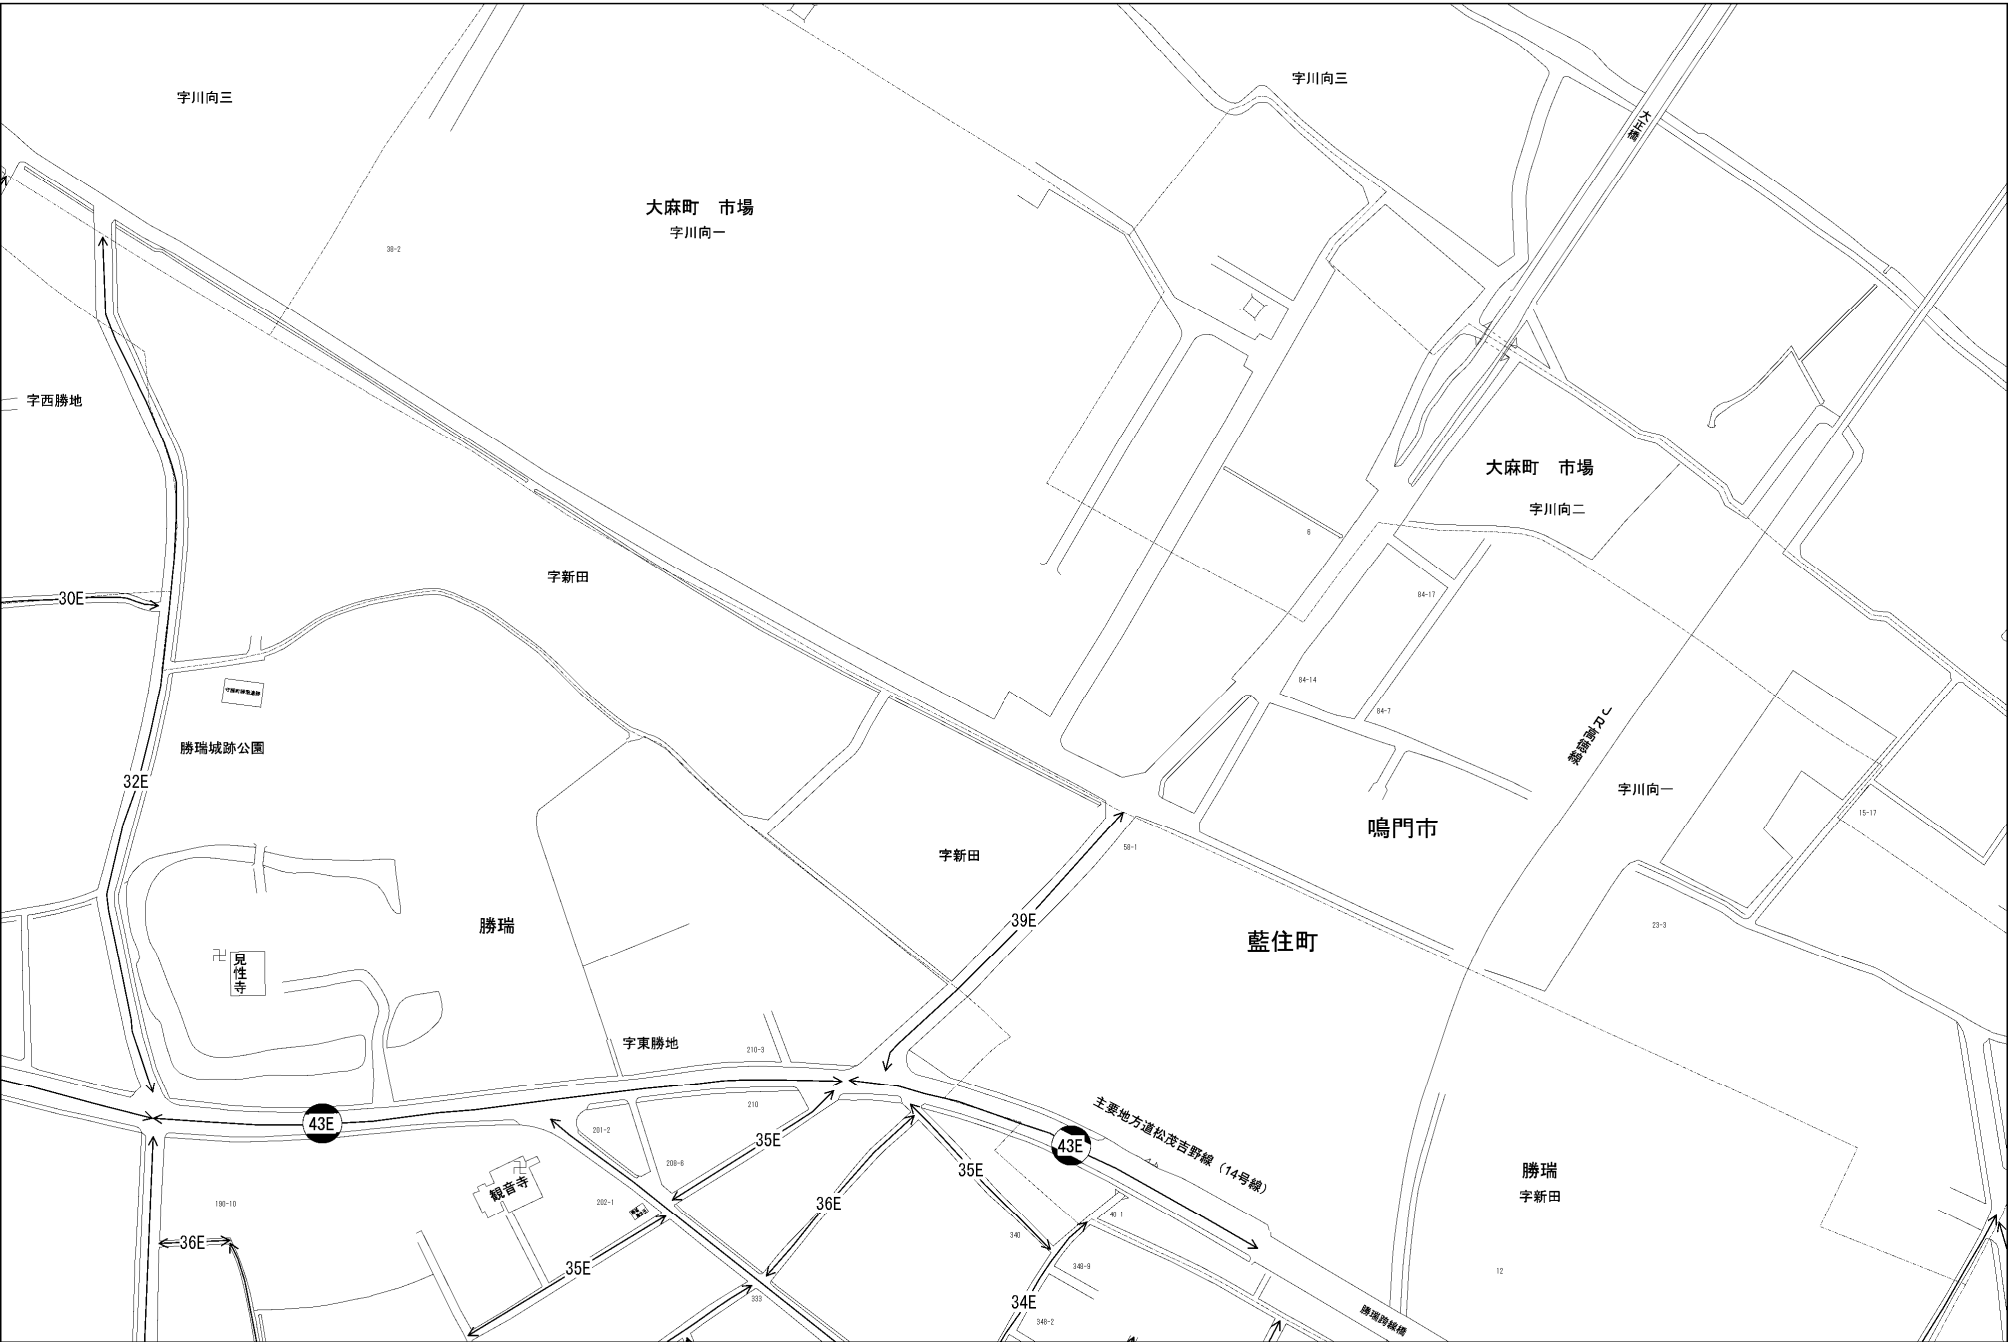 字川向三
字川向三
大正橋
大麻町　市場
字川向一
38-2
字西勝地
大麻町　市場
字川向二
6
字新田
30E
84-17
84-14
84-7
JR高徳線
勝瑞城跡公園
32E
字川向一
15-17
鳴門市
58-1
字新田
39E
勝瑞
藍住町
23-3
見性寺
字東勝地
210-3
210
43E
201-2
35E
208-6
主要地方道松茂吉野線（14号線）
43E
35E
勝瑞
字新田
観音寺
202-1
36E
190-10
40-1
340
36E
35E
348-9
12
34E
333
348-2
勝瑞跨線橋